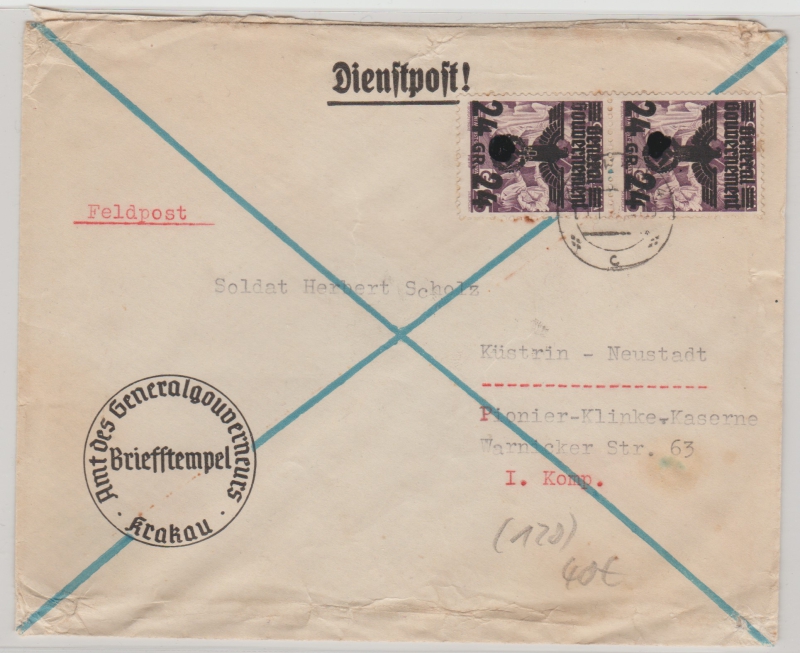 Dienstpost!
24 GR 24
General
gouvernement
24 GR 24
General
gouvernement
Feldpost
c
Soldat Herbert Scholz
Küstrin - Neustadt
Pionier-Klinke-Kaserne
Warnicker Str. 63
I. Komp.
Amt des Generalgouverneurs
Briefstempel
· Krakau ·
(128)
40€